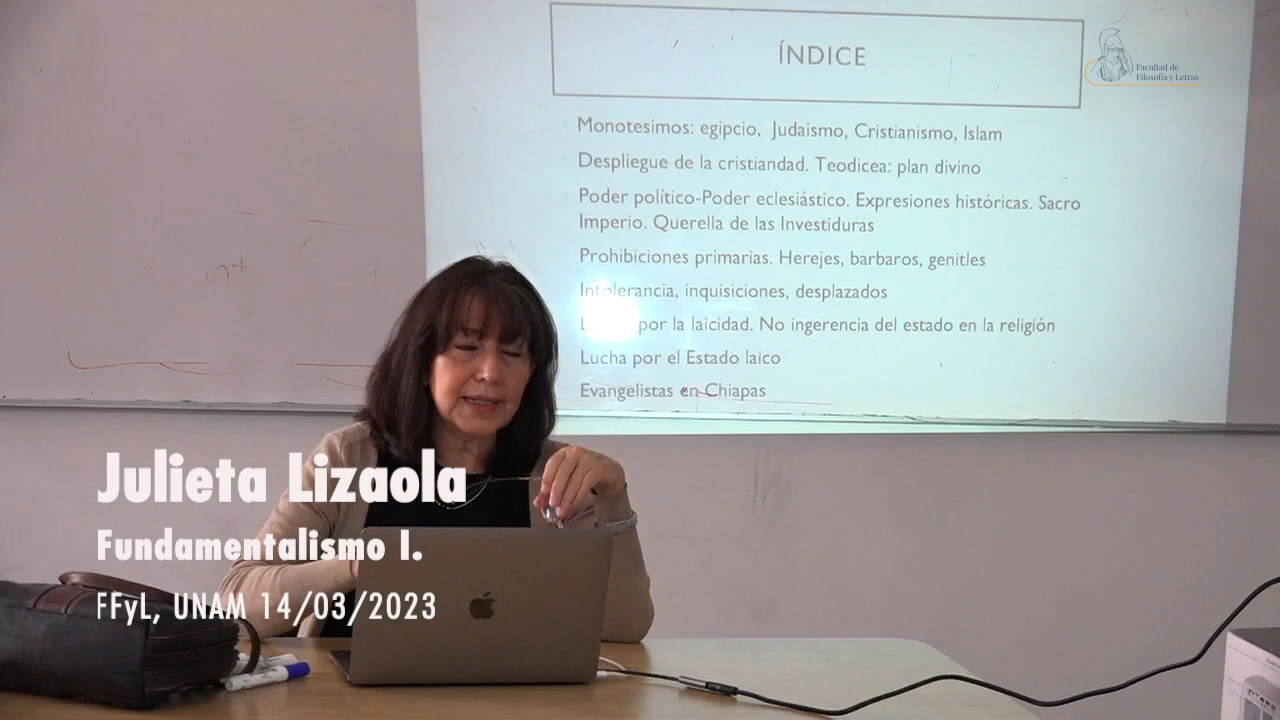 ÍNDICE
Facultad de
Filosofía y Letras
Monotesimos: egipcio, Judaismo, Cristianismo, Islam
Despliegue de la cristiandad. Teodicea: plan divino
Poder político-Poder eclesiástico. Expresiones históricas. Sacro
Imperio. Querella de las Investiduras
Prohibiciones primarias. Herejes, barbaros, genitles
Intolerancia, inquisiciones, desplazados
por la laicidad. No ingerencia del estado en la religión
Lucha por el Estado laico
Evangelistas en Chiapas
Julieta Lizaola
Fundamentalismo I.
FFyL, UNAM 14/03/2023